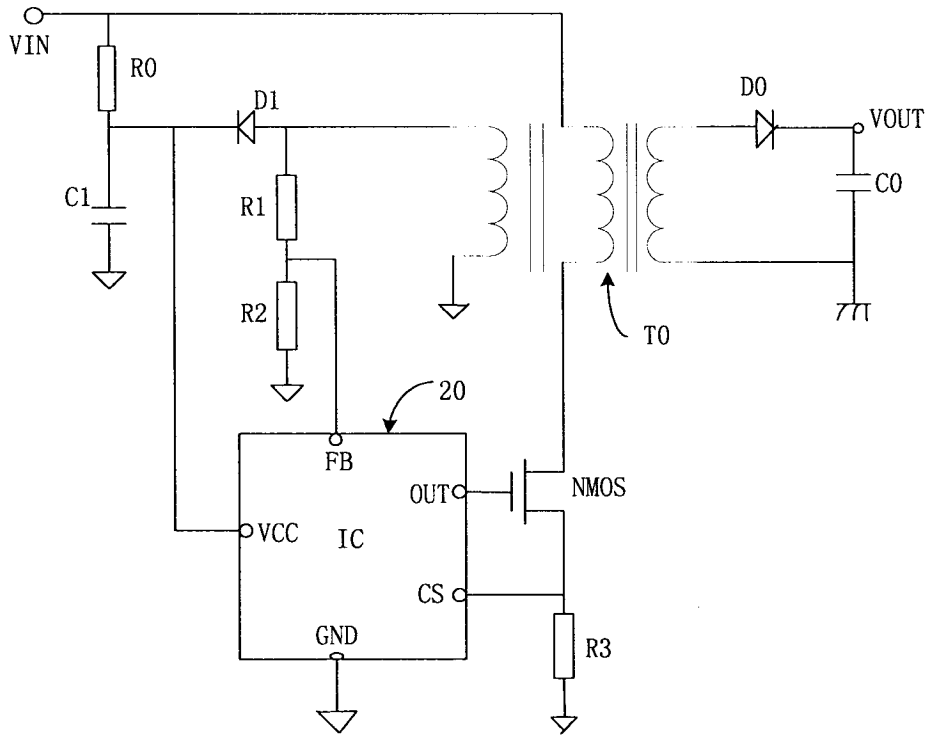 VIN
R0
D1
D0
VOUT
C1
R1
C0
R2
T0
20
FB
OUT
NMOS
VCC
IC
CS
GND
R3